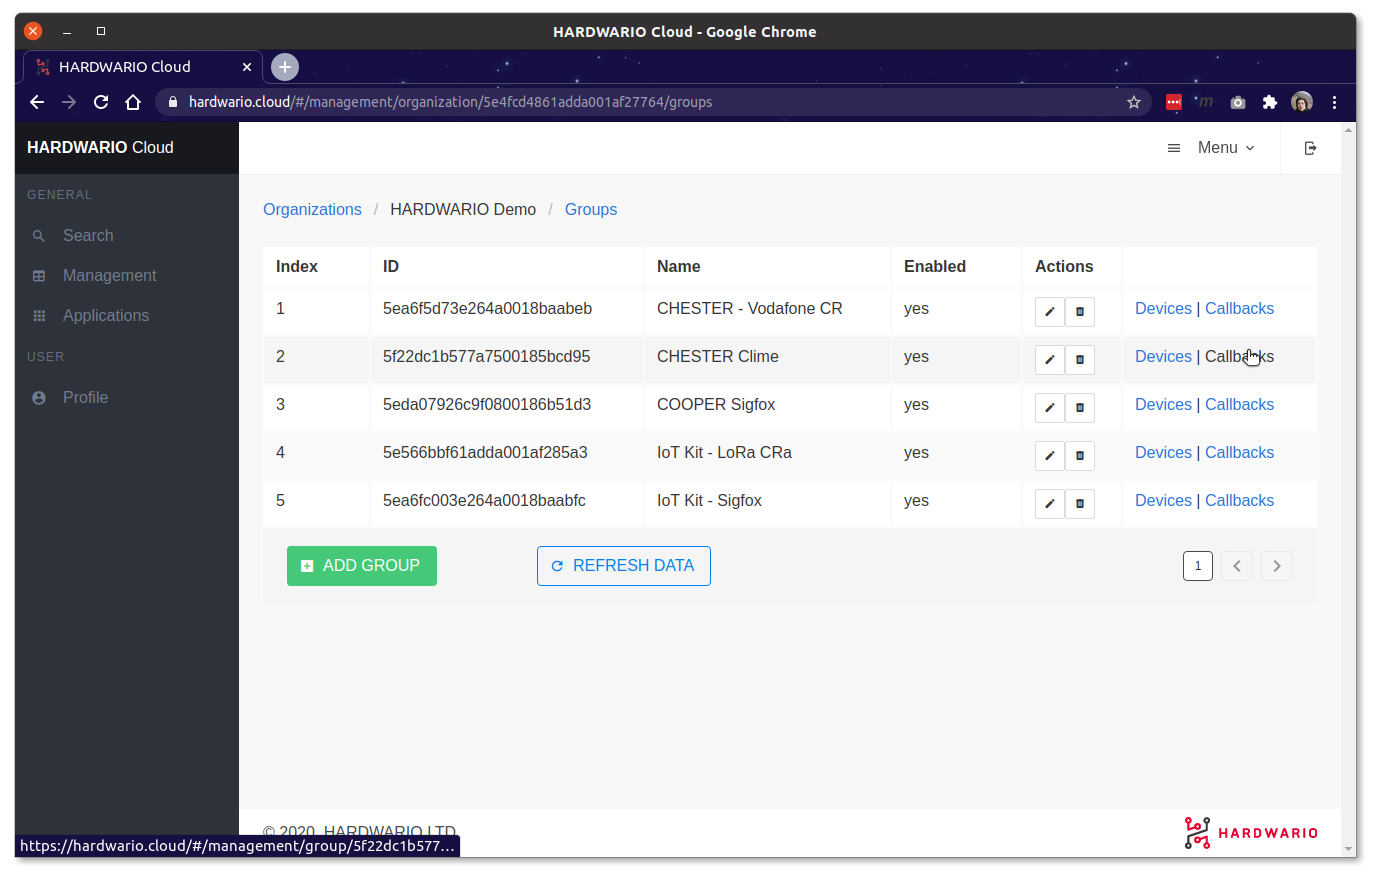 HARDWARIO Cloud - Google Chrome
HARDWARIO Cloud
hardwario.cloud/#/management/organization/5e4fcd4861adda001af27764/groups
HARDWARIO Cloud
Menu
GENERAL
Search
Management
Applications
USER
Profile
Organizations / HARDWARIO Demo / Groups
Index ID Name Enabled Actions
1 5ea6f5d73e264a0018baabeb CHESTER - Vodafone CR yes Devices | Callbacks
2 5f22dc1b577a7500185bcd95 CHESTER Clime yes Devices | Callbacks
3 5eda07926c9f0800186b51d3 COOPER Sigfox yes Devices | Callbacks
4 5e566bbf61adda001af285a3 IoT Kit - LoRa CRa yes Devices | Callbacks
5 5ea6fc003e264a0018baabfc IoT Kit - Sigfox yes Devices | Callbacks
ADD GROUP REFRESH DATA 1
© 2020, HARDWARIO LTD
HARDWARIO
https://hardwario.cloud/#/management/group/5f22dc1b577…